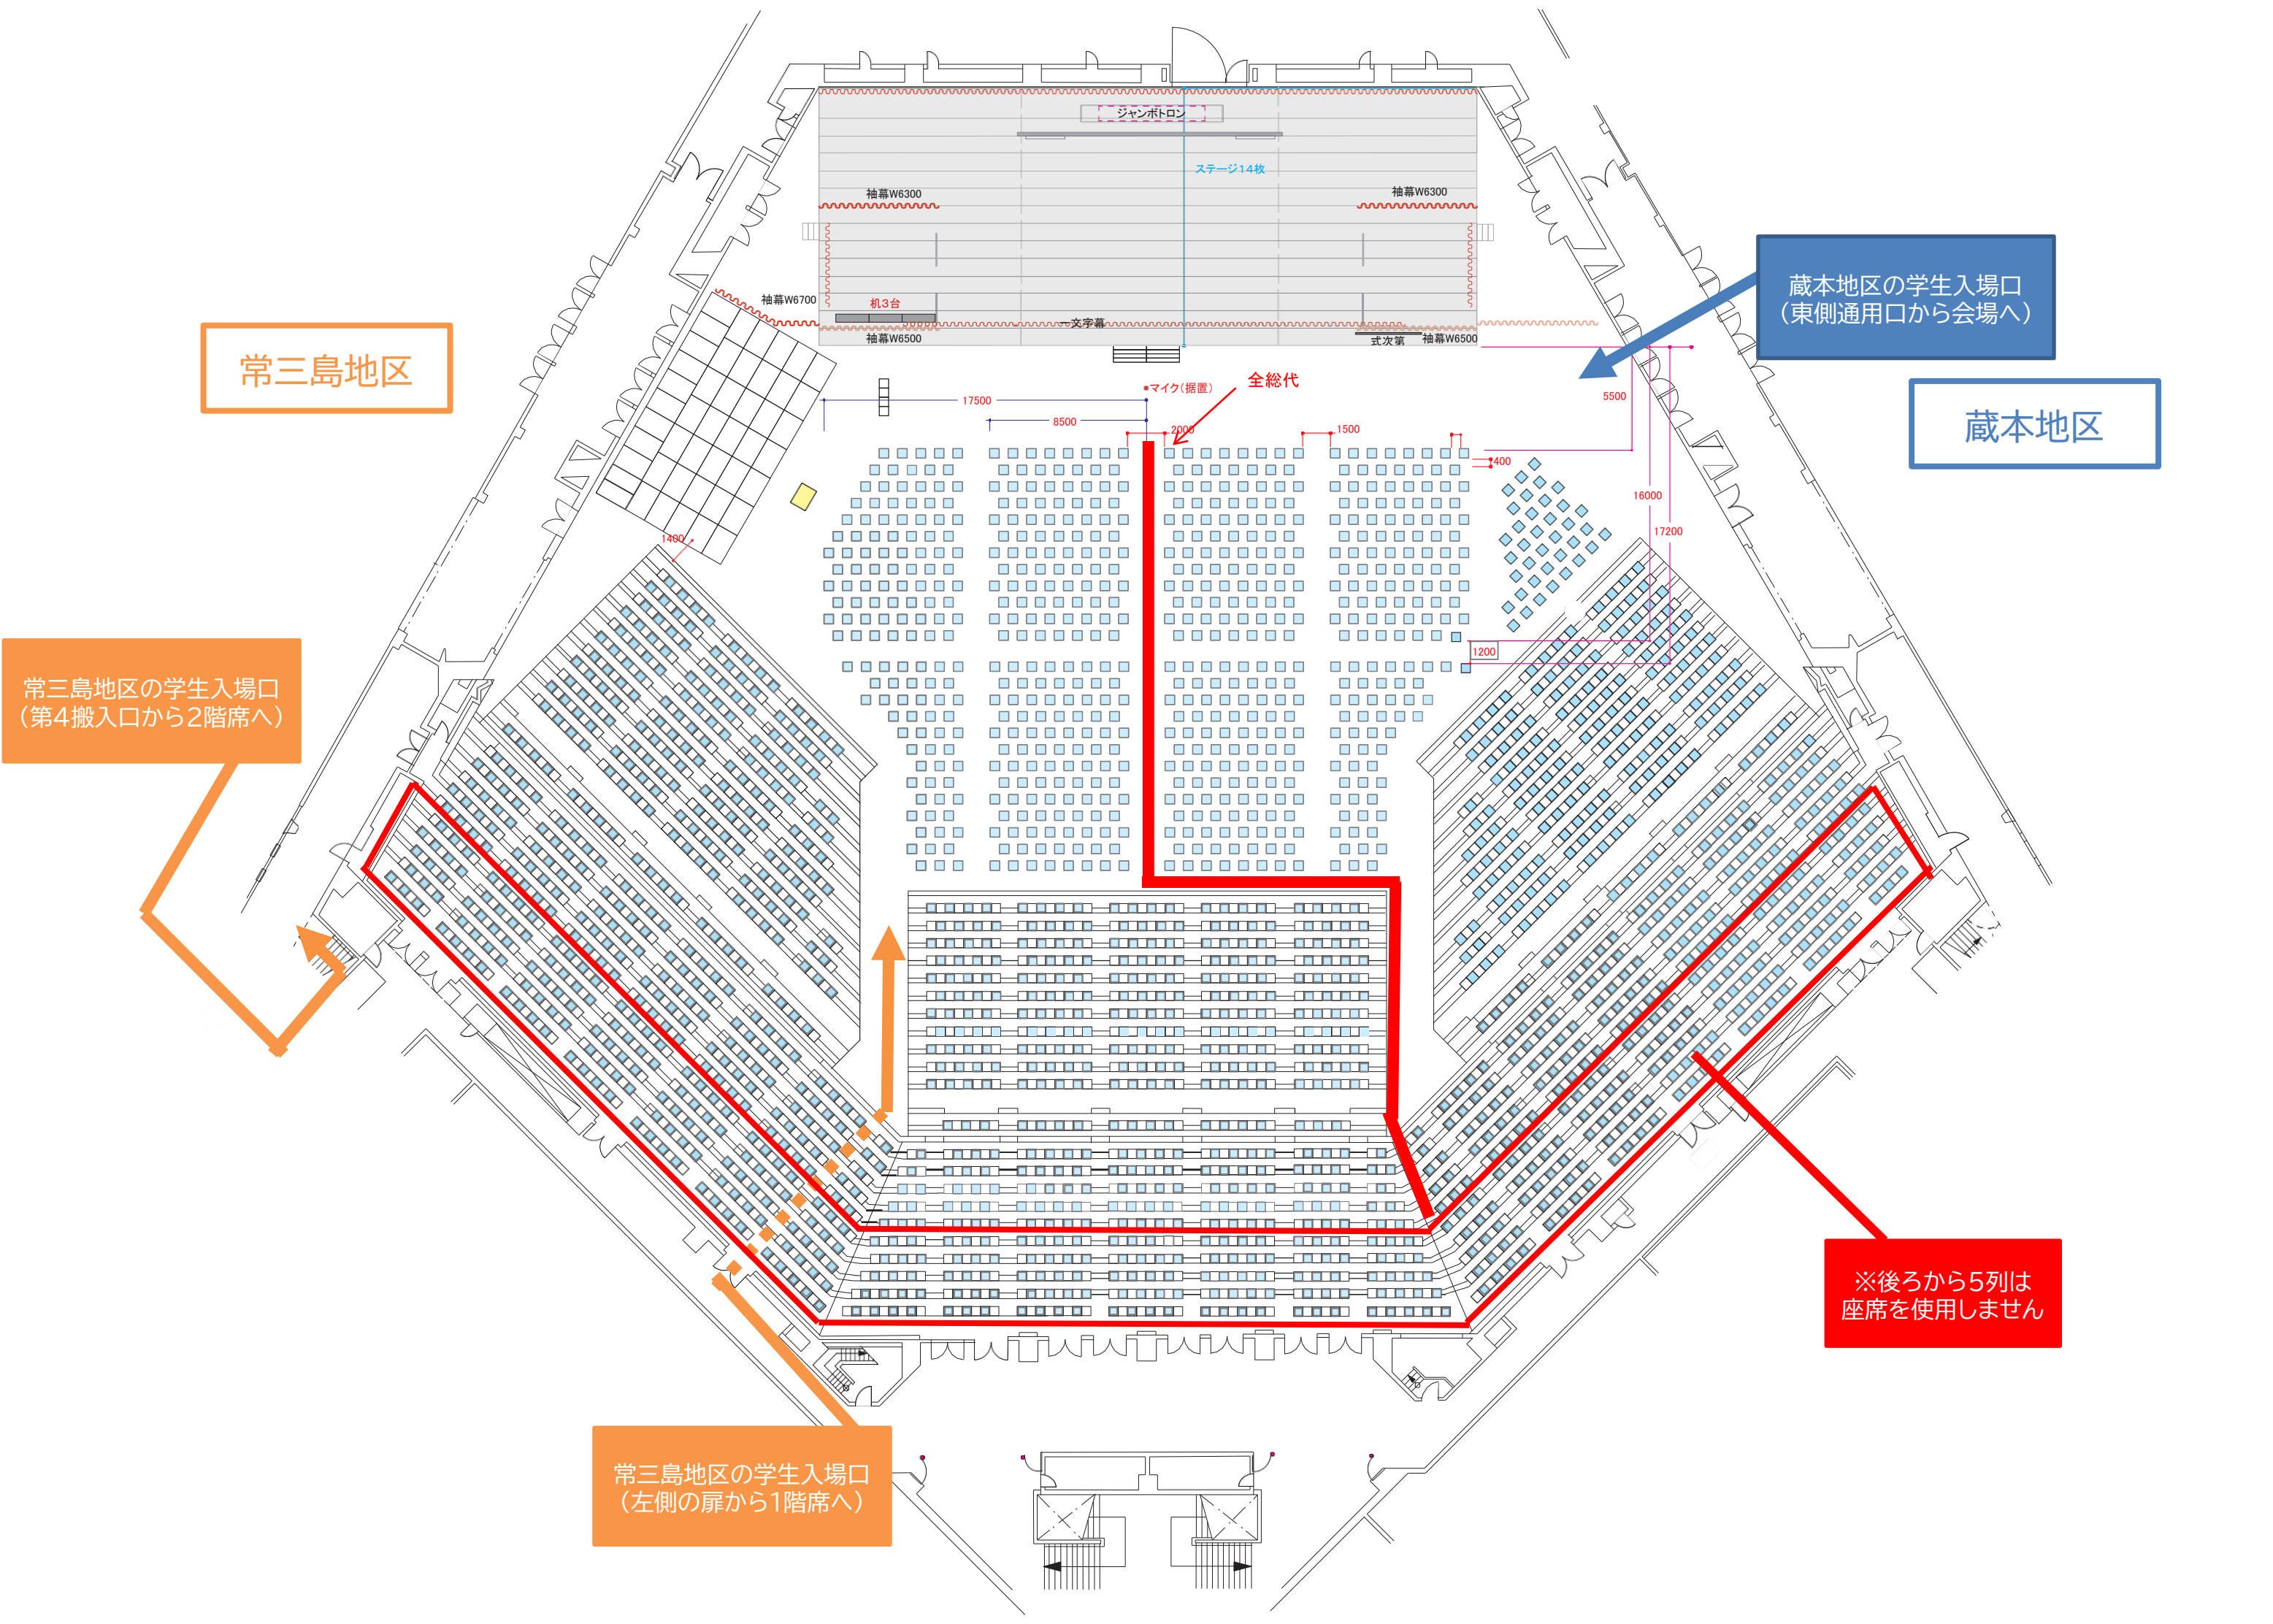 ジャンボトロン
ステージ14枚
袖幕W6300
袖幕W6300
袖幕W6700
机3台
一文字幕
袖幕W6500
式次第
袖幕W6500
蔵本地区の学生入場口
（東側通用口から会場へ）
常三島地区
蔵本地区
全総代
マイク（据置）
17500
8500
2000
1500
400
5500
16000
17200
1400
1200
常三島地区の学生入場口
（第4搬入口から2階席へ）
※後ろから5列は
座席を使用しません
常三島地区の学生入場口
（左側の扉から1階席へ）